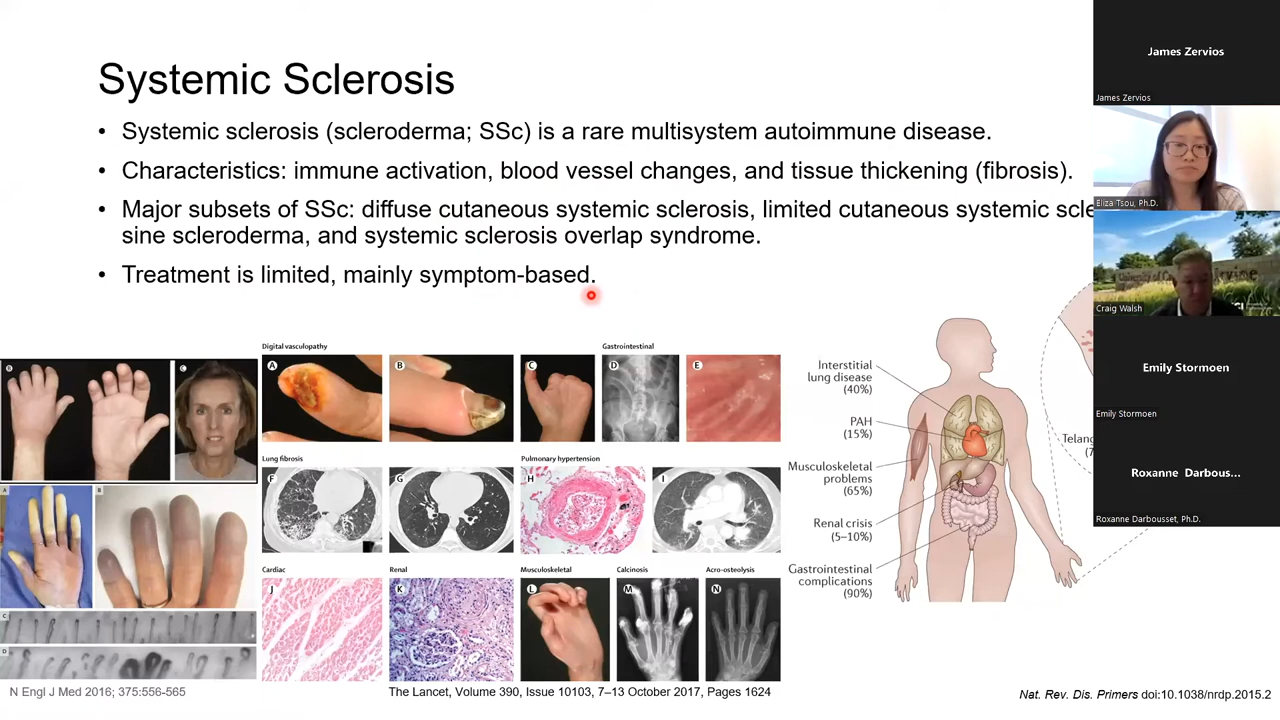 Systemic Sclerosis
• Systemic sclerosis (scleroderma; SSc) is a rare multisystem autoimmune disease.
• Characteristics: immune activation, blood vessel changes, and tissue thickening (fibrosis).
• Major subsets of SSc: diffuse cutaneous systemic sclerosis, limited cutaneous systemic scle
sine scleroderma, and systemic sclerosis overlap syndrome.
• Treatment is limited, mainly symptom-based.
B
C
A
B
C
D
Digital vasculopathy
Gastrointestinal
A
B
C
D
E
Lung fibrosis
Pulmonary hypertension
F
G
H
I
Cardiac
Renal
Musculoskeletal
Calcinosis
Acro-osteolysis
J
K
L
M
N
Interstitial
lung disease
(40%)
PAH
(15%)
Musculoskeletal
problems
(65%)
Renal crisis
(5–10%)
Gastrointestinal
complications
(90%)
Telang
(7
N Engl J Med 2016; 375:556-565
The Lancet, Volume 390, Issue 10103, 7–13 October 2017, Pages 1624
Nat. Rev. Dis. Primers doi:10.1038/nrdp.2015.2
James Zervios
James Zervios
Eliza Tsou, Ph.D.
University of Ca
Irvine
Craig Walsh
Emily Stormoen
Emily Stormoen
Roxanne Darbous...
Roxanne Darbousset, Ph.D.